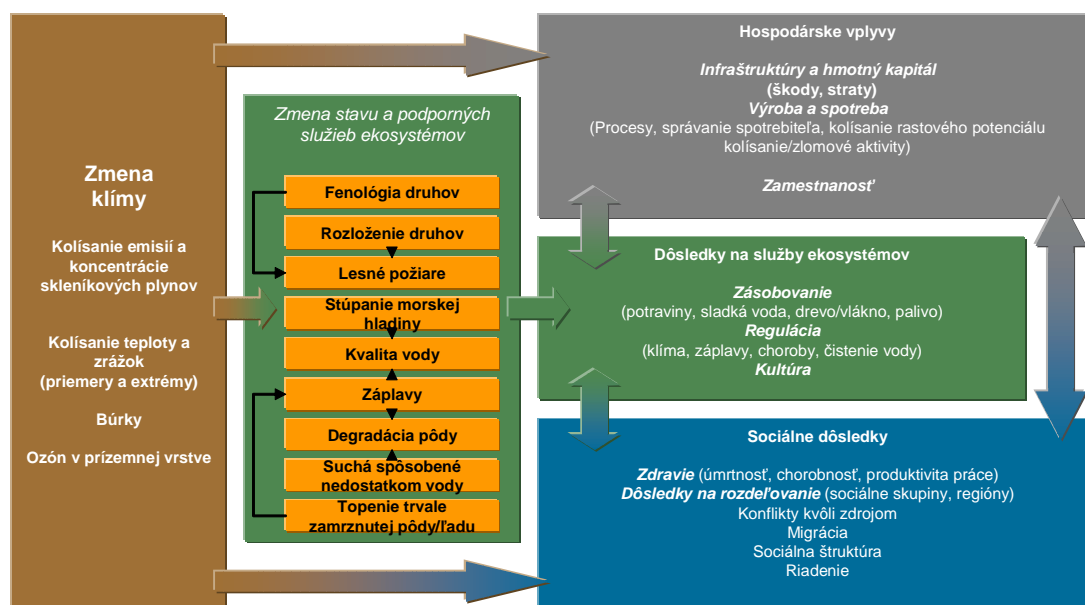 Zmena
klímy
Kolísanie emisií a
koncentrácie
skleníkových plynov
Kolísanie teploty a
zrážok
(priemery a extrémy)
Búrky
Ozón v prízemnej vrstve
Zmena stavu a podporných
služieb ekosystémov
Fenológia druhov
Rozloženie druhov
Lesné požiare
Stúpanie morskej
hladiny
Kvalita vody
Záplavy
Degradácia pôdy
Suchá spôsobené
nedostatkom vody
Topenie trvale
zamrznutej pôdy/ľadu
Hospodárske vplyvy
Infraštruktúry a hmotný kapitál
(škody, straty)
Výroba a spotreba
(Procesy, správanie spotrebiteľa, kolísanie rastového potenciálu
kolísanie/zlomové aktivity)
Zamestnanosť
Dôsledky na služby ekosystémov
Zásobovanie
(potraviny, sladká voda, drevo/vlákno, palivo)
Regulácia
(klíma, záplavy, choroby, čistenie vody)
Kultúra
Sociálne dôsledky
Zdravie (úmrtnosť, chorobnosť, produktivita práce)
Dôsledky na rozdeľovanie (sociálne skupiny, regióny)
Konflikty kvôli zdrojom
Migrácia
Sociálna štruktúra
Riadenie